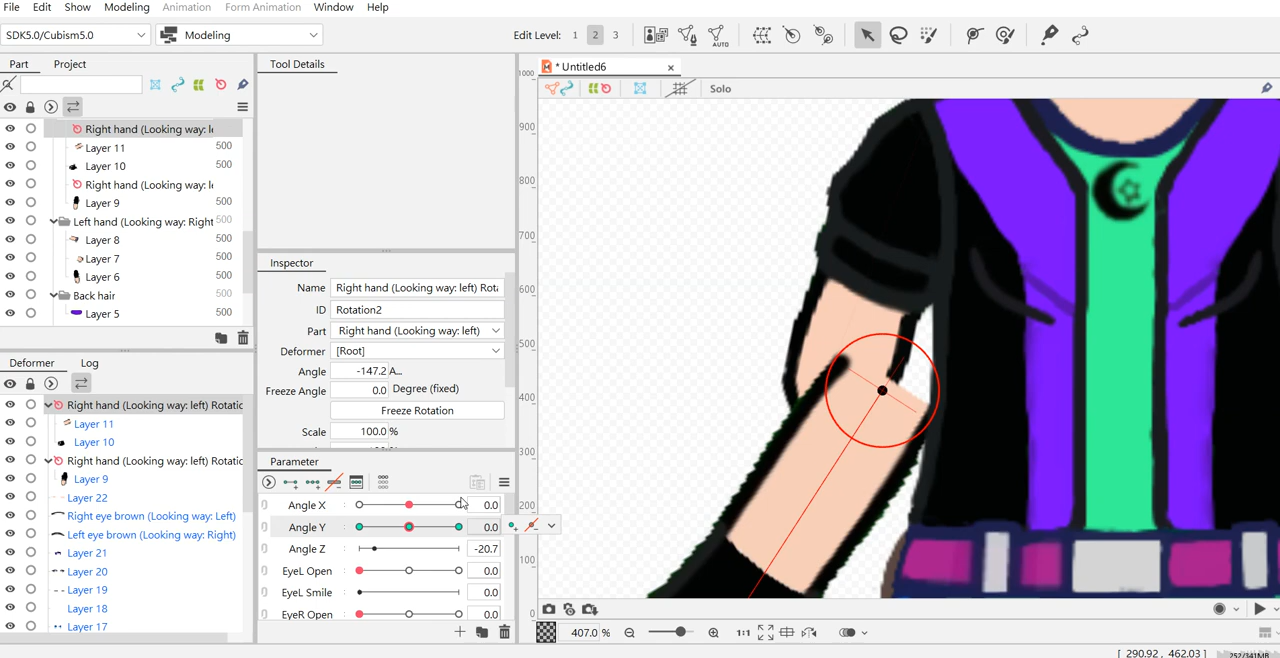 File Edit Show Modeling Animation Form Animation Window Help
SDK5.0/Cubism5.0 Modeling Edit Level: 1 2 3 AUTO
Part Project Tool Details * Untitled6
Solo
Right hand (Looking way: l
Layer 11 500
Layer 10 500
Right hand (Looking way: l
Layer 9 500
Left hand (Looking way: Right 500
Layer 8 500
Layer 7 500
Layer 6 500
Back hair 500
Layer 5 500
Inspector
Name Right hand (Looking way: left) Rota
ID Rotation2
Part Right hand (Looking way: left)
Deformer [Root]
Angle -147.2 A...
Freeze Angle 0.0 Degree (fixed)
Freeze Rotation
Scale 100.0 %
Deformer Log
Right hand (Looking way: left) Rotatic
Layer 11
Layer 10
Right hand (Looking way: left) Rotatic
Layer 9
Layer 22
Right eye brown (Looking way: Left)
Left eye brown (Looking way: Right)
Layer 21
Layer 20
Layer 19
Layer 18
Layer 17
Parameter
Angle X : 0.0
Angle Y : 0.0
Angle Z : -20.7
EyeL Open : 0.0
EyeL Smile : 0.0
EyeR Open : 0.0
1000
900
800
700
600
500
400
300
200
100
0
407.0 % 1:1
290.92, 462.03 ] 252/341MB